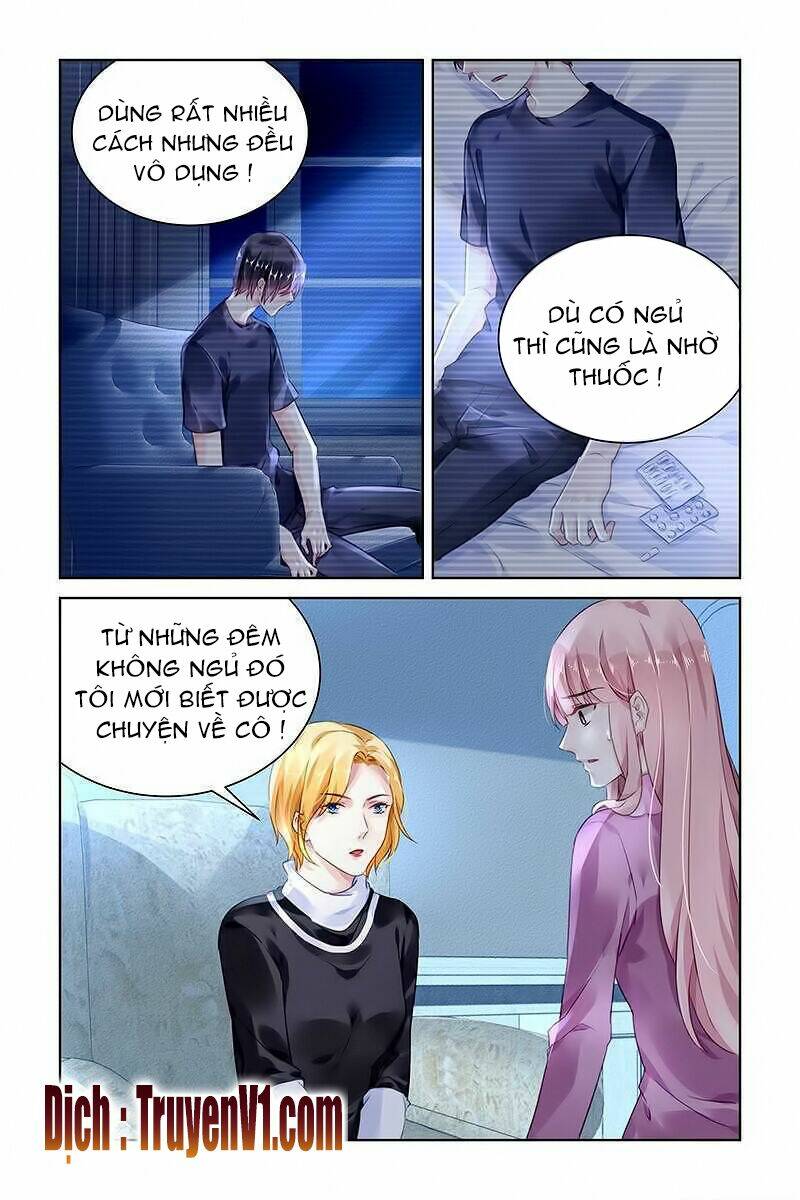 DÙNG RẤT NHIỀU
CÁCH NHƯNG ĐỀU
VÔ DỤNG !
DÙ CÓ NGỦ
THÌ CŨNG LÀ NHỜ
THUỐC !
TỪ NHỮNG ĐÊM
KHÔNG NGỦ ĐÓ
TÔI MỚI BIẾT ĐƯỢC
CHUYỆN VỀ CÔ !
Dịch : TruyenV1.com